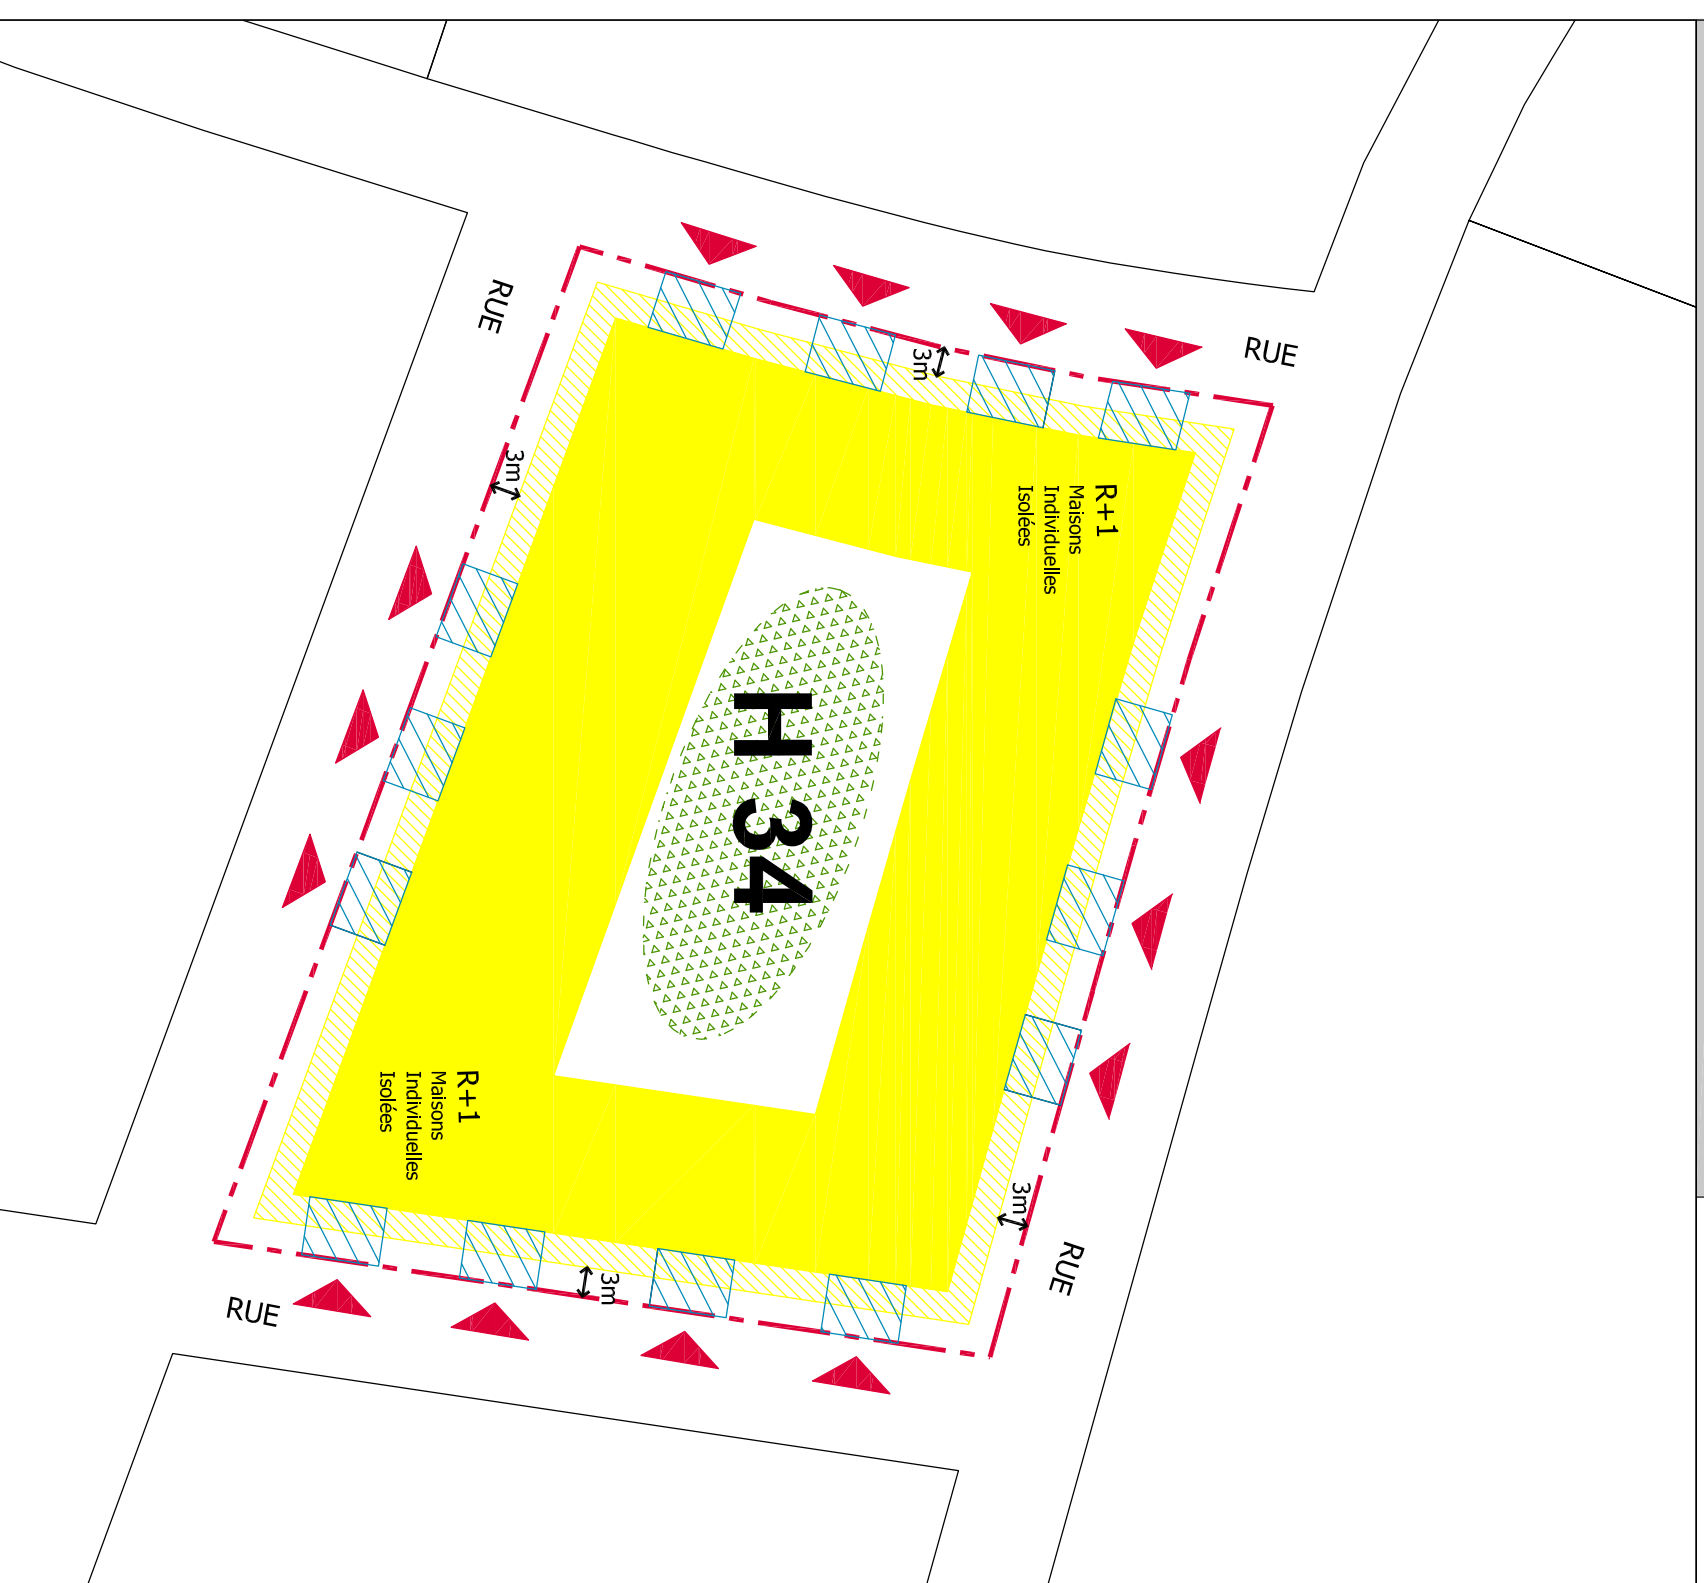 RUE
RUE
3m
3m
R+1
Maisons
Individuelles
Isolées
H 34
R+1
Maisons
Individuelles
Isolées
3m
RUE
3m
RUE